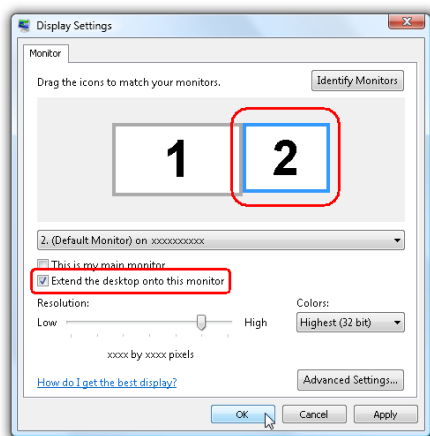 Display Settings
Monitor
Drag the icons to match your monitors.
Identify Monitors
1
2
2. (Default Monitor) on xxxxxxxxxx
This is my main monitor
Extend the desktop onto this monitor
Resolution:
Colors:
Low
High
Highest (32 bit)
xxxx by xxxx pixels
How do I get the best display?
Advanced Settings...
OK
Cancel
Apply